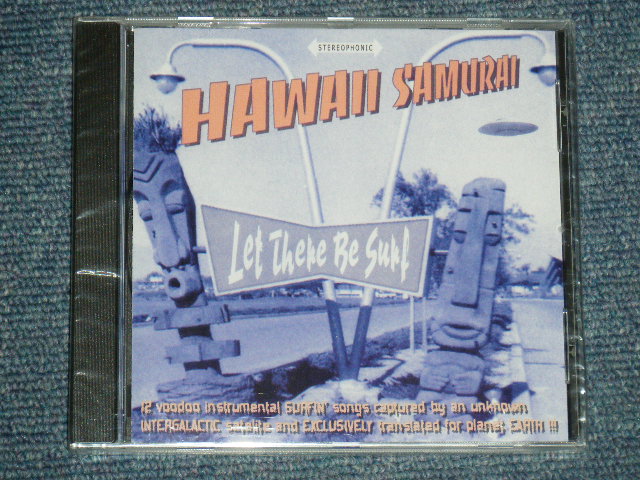 STEREOPHONIC
HAWAII SAMURAI
Let There Be Surf
12 voodoo instrumental SURFIN' songs captured by an unknown
INTERGALACTIC satelite and EXCLUSIVELY translated for planet EARTH !!!